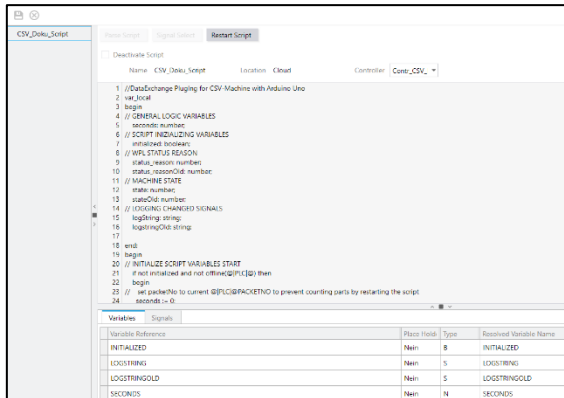 CSV_Doku_Script
Parse Script Signal Select Restart Script
Deactivate Script
Name CSV_Doku_Script Location Cloud Controller Contr_CSV_
1 //DataExchange Pluging for CSV-Machine with Arduino Uno
2 var_local
3 begin
4 // GENERAL LOGIC VARIABLES
5 seconds: number;
6 // SCRIPT INIZIALIZING VARIABLES
7 initialized: boolean;
8 // WPL STATUS REASON
9 status_reason: number;
10 status_reasonOld: number;
11 // MACHINE STATE
12 state: number;
13 stateOld: number;
14 // LOGGING CHANGED SIGNALS
15 logString: string;
16 logstringOld: string;
17
18 end;
19 begin
20 // INITIALIZE SCRIPT VARIABLES START
21 if not initialized and not offline(@|PLC|@) then
22 begin
23 // set packetNo to current @|PLC|@PACKETNO to prevent counting parts by restarting the script
24 seconds := 0;
Variables Signals
Variable Reference Place Hold Type Resolved Variable Name
INITIALIZED Nein B INITIALIZED
LOGSTRING Nein S LOGSTRING
LOGSTRINGOLD Nein S LOGSTRINGOLD
SECONDS Nein N SECONDS